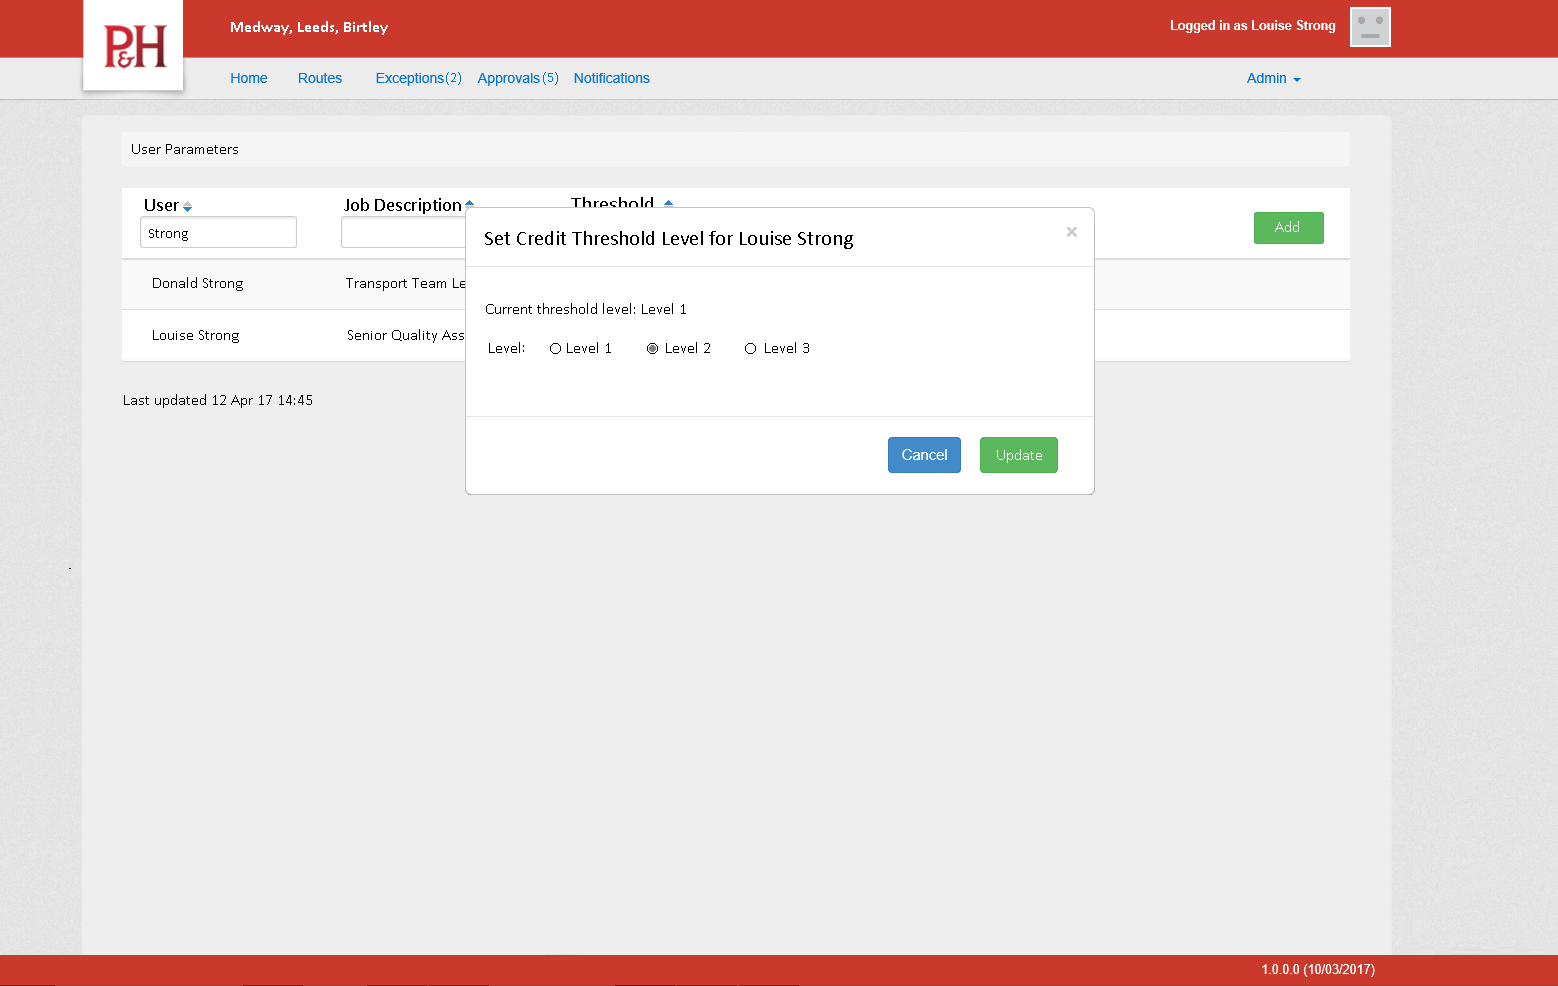 P&H
Medway, Leeds, Birtley
Logged in as Louise Strong
Home Routes Exceptions(2) Approvals(5) Notifications Admin
User Parameters
User Job Description Threshold
Strong
Add
Set Credit Threshold Level for Louise Strong
×
Donald Strong Transport Team Le
Current threshold level: Level 1
Louise Strong Senior Quality Ass
Level: Level 1 Level 2 Level 3
Last updated 12 Apr 17 14:45
Cancel Update
1.0.0.0 (10/03/2017)